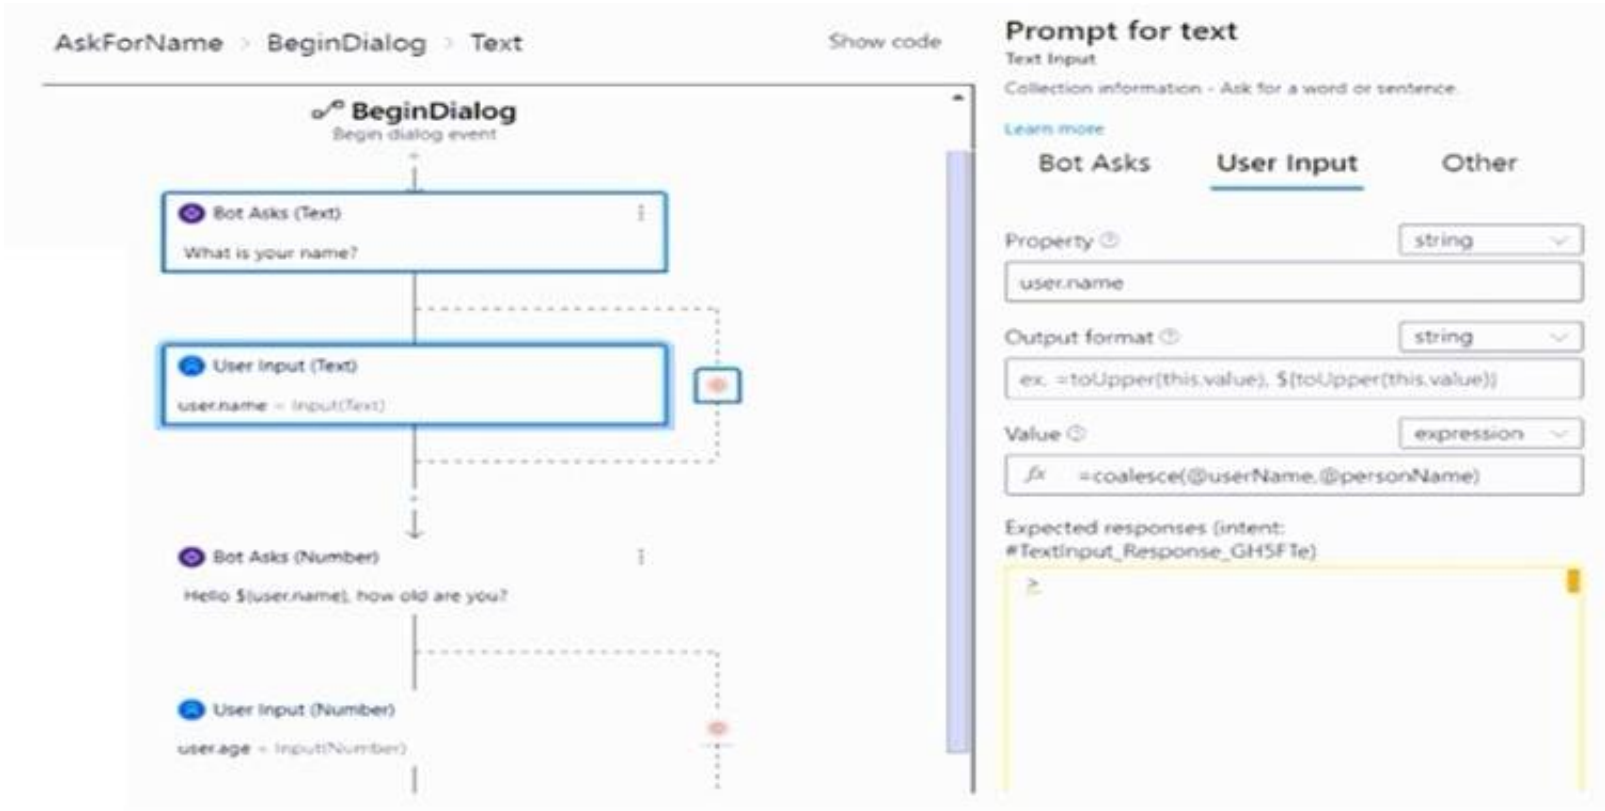 AskForName > BeginDialog > Text
Show code
BeginDialog
Begin dialog event
Bot Asks (Text)
What is your name?
User Input (Text)
user.name = Input(Text)
Bot Asks (Number)
Hello ${user.name}, how old are you?
User Input (Number)
user.age = Input(Number)
Prompt for text
Text Input
Collection information - Ask for a word or sentence.
Learn more
Bot Asks User Input Other
Property string
user.name
Output format string
ex. =toUpper(this.value), ${toUpper(this.value)}
Value expression
fx =coalesce(@userName,@personName)
Expected responses (intent:
#TextInput_Response_GH5FTe)
>